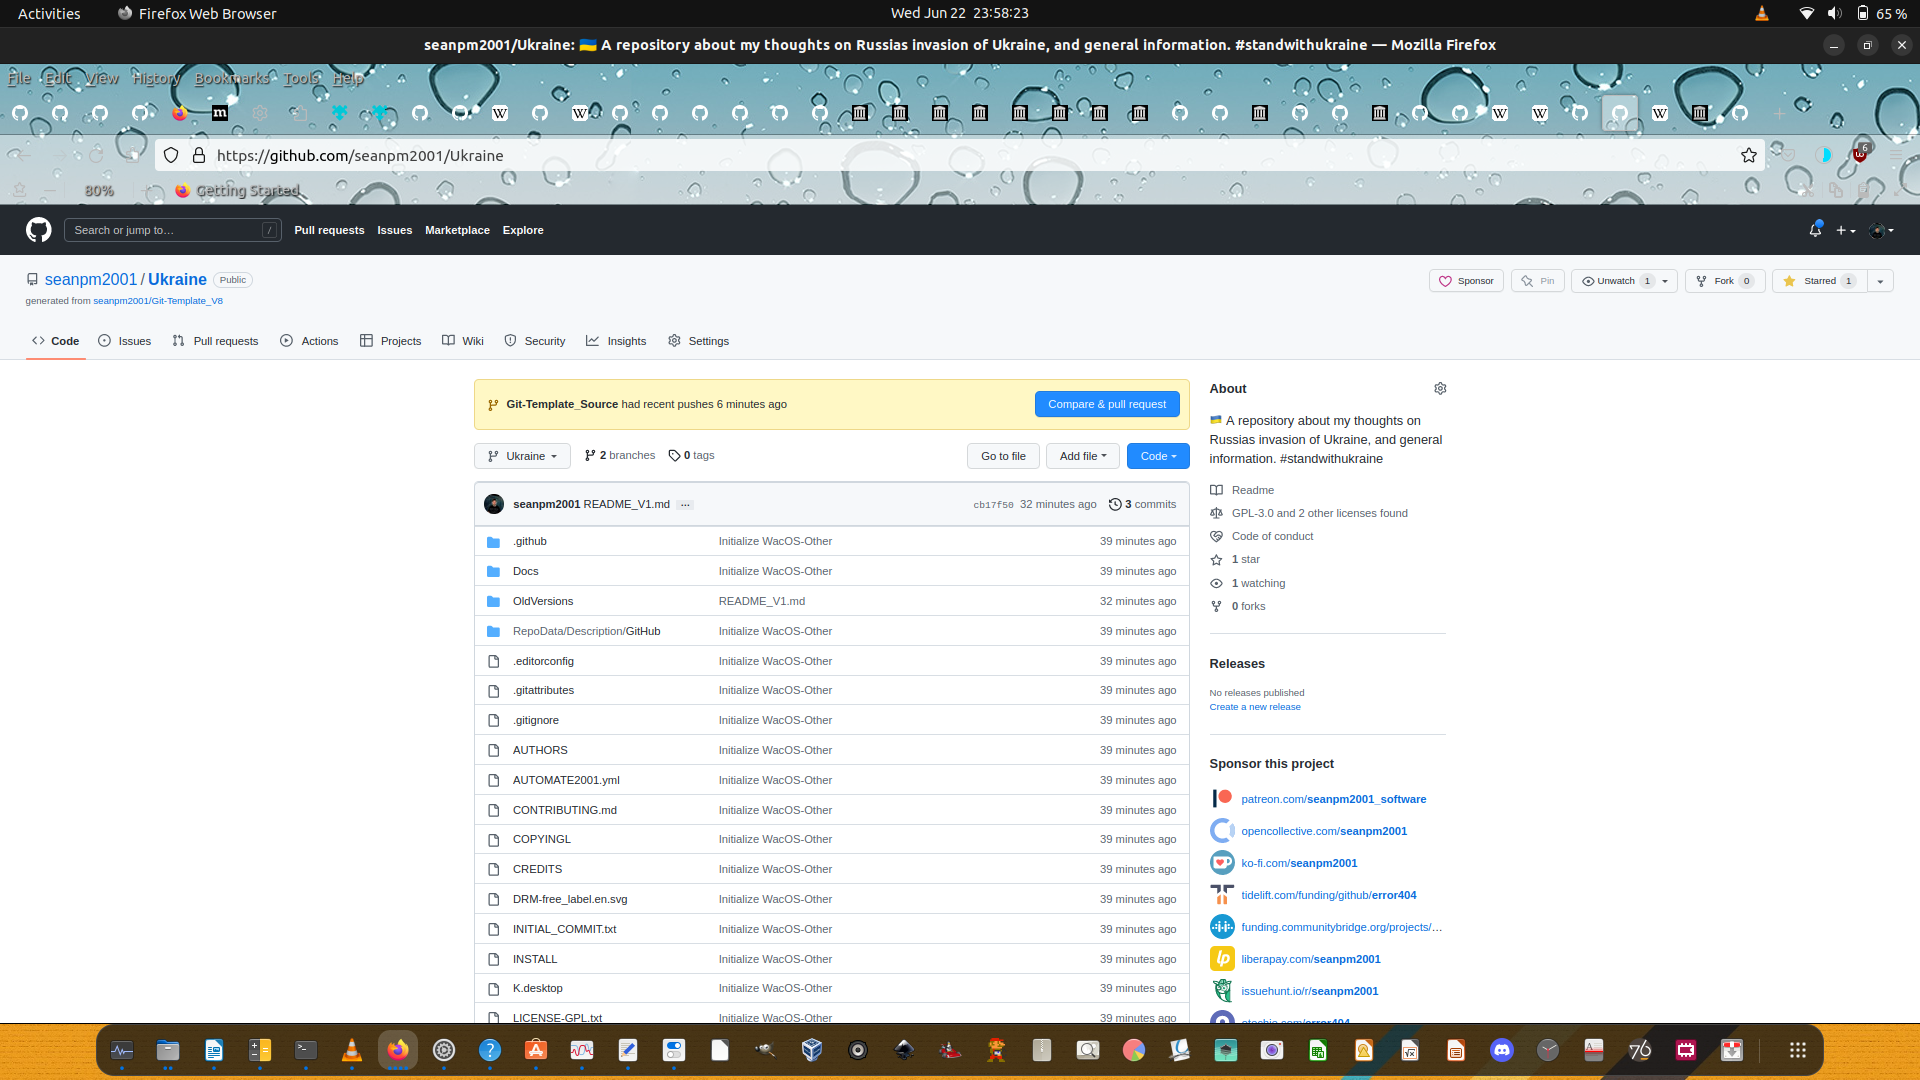 Activities
Firefox Web Browser
Wed Jun 22 23:58:23
65 %
seanpm2001/Ukraine: 🇺🇦 A repository about my thoughts on Russias invasion of Ukraine, and general information. #standwithukraine — Mozilla Firefox
File Edit View History Bookmarks Tools Help
https://github.com/seanpm2001/Ukraine
6
80%
Getting Started
Search or jump to…
/
Pull requests Issues Marketplace Explore
seanpm2001 / Ukraine Public
generated from seanpm2001/Git-Template_V8
Sponsor
Pin
Unwatch 1
Fork 0
Starred 1
Code
Issues
Pull requests
Actions
Projects
Wiki
Security
Insights
Settings
Git-Template_Source had recent pushes 6 minutes ago
Compare & pull request
Ukraine
2 branches
0 tags
Go to file
Add file
Code
seanpm2001 README_V1.md ... cb17f50 32 minutes ago 3 commits
.github Initialize WacOS-Other 39 minutes ago
Docs Initialize WacOS-Other 39 minutes ago
OldVersions README_V1.md 32 minutes ago
RepoData/Description/GitHub Initialize WacOS-Other 39 minutes ago
.editorconfig Initialize WacOS-Other 39 minutes ago
.gitattributes Initialize WacOS-Other 39 minutes ago
.gitignore Initialize WacOS-Other 39 minutes ago
AUTHORS Initialize WacOS-Other 39 minutes ago
AUTOMATE2001.yml Initialize WacOS-Other 39 minutes ago
CONTRIBUTING.md Initialize WacOS-Other 39 minutes ago
COPYINGL Initialize WacOS-Other 39 minutes ago
CREDITS Initialize WacOS-Other 39 minutes ago
DRM-free_label.en.svg Initialize WacOS-Other 39 minutes ago
INITIAL_COMMIT.txt Initialize WacOS-Other 39 minutes ago
INSTALL Initialize WacOS-Other 39 minutes ago
K.desktop Initialize WacOS-Other 39 minutes ago
LICENSE-GPL.txt Initialize WacOS-Other 39 minutes ago
About
🇺🇦 A repository about my thoughts on
Russias invasion of Ukraine, and general
information. #standwithukraine
Readme
GPL-3.0 and 2 other licenses found
Code of conduct
1 star
1 watching
0 forks
Releases
No releases published
Create a new release
Sponsor this project
patreon.com/seanpm2001_software
opencollective.com/seanpm2001
ko-fi.com/seanpm2001
tidelift.com/funding/github/error404
funding.communitybridge.org/projects/…
liberapay.com/seanpm2001
issuehunt.io/r/seanpm2001
otechie.com/error404